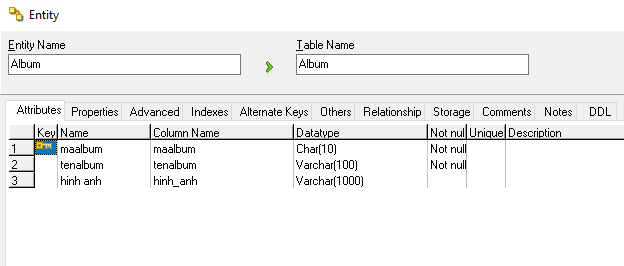 Entity
Entity Name
Table Name
Album
Album
Attributes Properties Advanced Indexes Alternate Keys Others Relationship Storage Comments Notes DDL
Key Name Column Name Datatype Not nul Unique Description
1 maalbum maalbum Char(10) Not null
2 tenalbum tenalbum Varchar(100) Not null
3 hinh anh hinh_anh Varchar(1000)